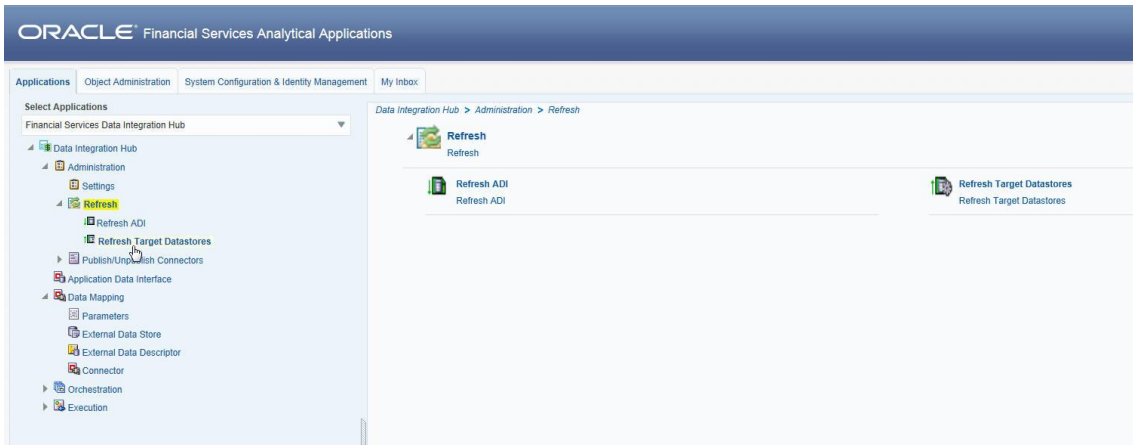 ORACLE® Financial Services Analytical Applications
Applications Object Administration System Configuration & Identity Management My Inbox
Select Applications
Financial Services Data Integration Hub
Data Integration Hub
Administration
Settings
Refresh
Refresh ADI
Refresh Target Datastores
Publish/Unpublish Connectors
Application Data Interface
Data Mapping
Parameters
External Data Store
External Data Descriptor
Connector
Orchestration
Execution
Data Integration Hub > Administration > Refresh
Refresh
Refresh
Refresh ADI
Refresh ADI
Refresh Target Datastores
Refresh Target Datastores